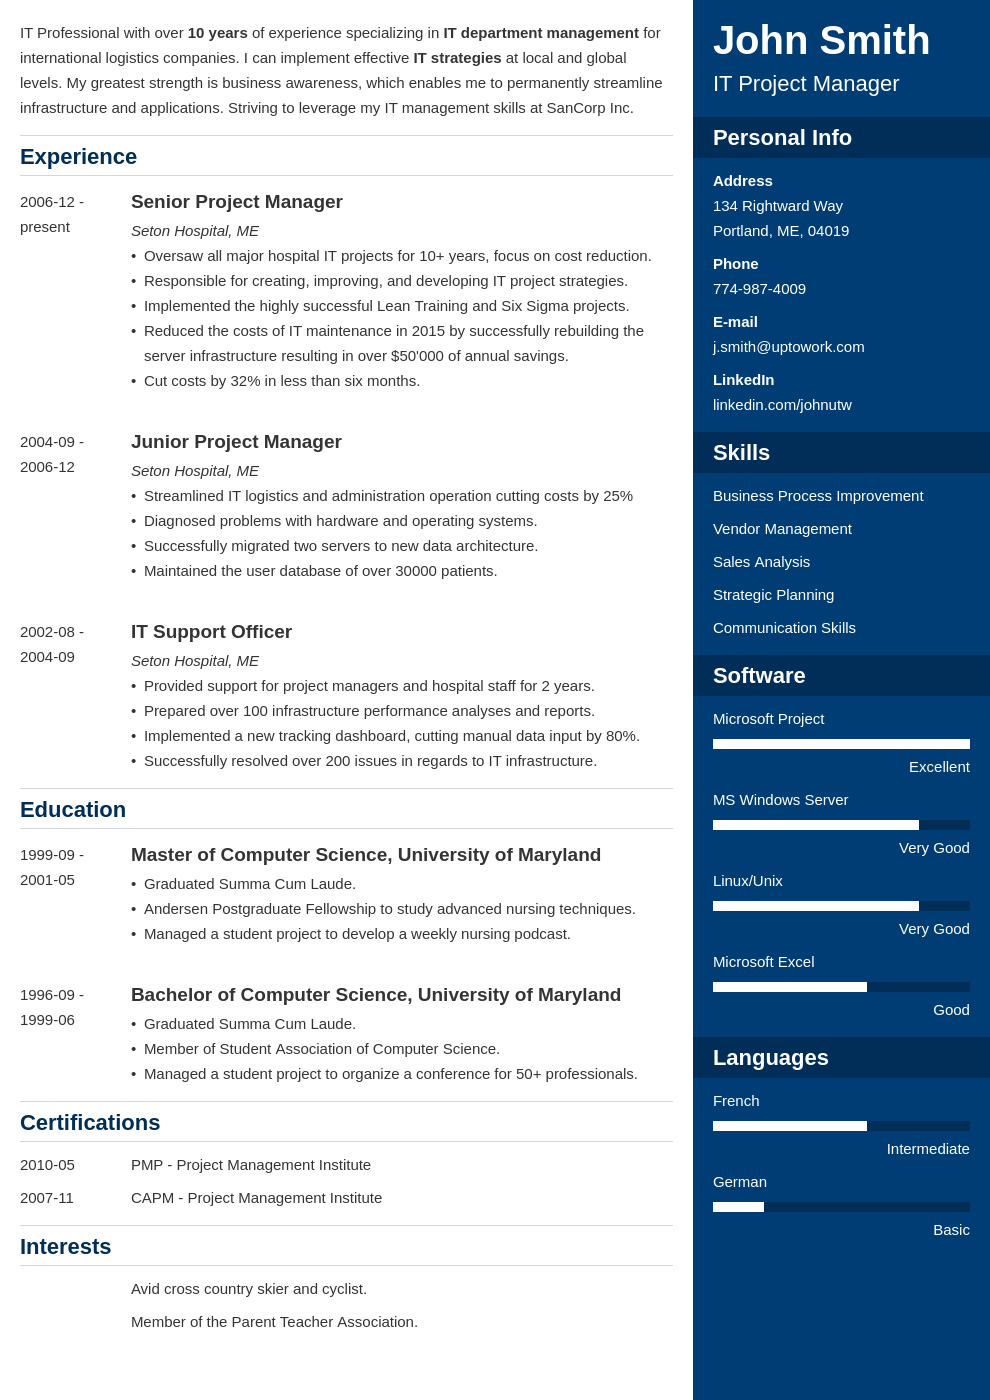 IT Professional with over 10 years of experience specializing in IT department management for
international logistics companies. I can implement effective IT strategies at local and global
levels. My greatest strength is business awareness, which enables me to permanently streamline
infrastructure and applications. Striving to leverage my IT management skills at SanCorp Inc.
Experience
2006-12 -
present
Senior Project Manager
Seton Hospital, ME
• Oversaw all major hospital IT projects for 10+ years, focus on cost reduction.
• Responsible for creating, improving, and developing IT project strategies.
• Implemented the highly successful Lean Training and Six Sigma projects.
• Reduced the costs of IT maintenance in 2015 by successfully rebuilding the
server infrastructure resulting in over $50'000 of annual savings.
• Cut costs by 32% in less than six months.
2004-09 -
2006-12
Junior Project Manager
Seton Hospital, ME
• Streamlined IT logistics and administration operation cutting costs by 25%
• Diagnosed problems with hardware and operating systems.
• Successfully migrated two servers to new data architecture.
• Maintained the user database of over 30000 patients.
2002-08 -
2004-09
IT Support Officer
Seton Hospital, ME
• Provided support for project managers and hospital staff for 2 years.
• Prepared over 100 infrastructure performance analyses and reports.
• Implemented a new tracking dashboard, cutting manual data input by 80%.
• Successfully resolved over 200 issues in regards to IT infrastructure.
Education
1999-09 -
2001-05
Master of Computer Science, University of Maryland
• Graduated Summa Cum Laude.
• Andersen Postgraduate Fellowship to study advanced nursing techniques.
• Managed a student project to develop a weekly nursing podcast.
1996-09 -
1999-06
Bachelor of Computer Science, University of Maryland
• Graduated Summa Cum Laude.
• Member of Student Association of Computer Science.
• Managed a student project to organize a conference for 50+ professionals.
Certifications
2010-05 PMP - Project Management Institute
2007-11 CAPM - Project Management Institute
Interests
Avid cross country skier and cyclist.
Member of the Parent Teacher Association.
John Smith
IT Project Manager
Personal Info
Address
134 Rightward Way
Portland, ME, 04019
Phone
774-987-4009
E-mail
j.smith@uptowork.com
LinkedIn
linkedin.com/johnutw
Skills
Business Process Improvement
Vendor Management
Sales Analysis
Strategic Planning
Communication Skills
Software
Microsoft Project
Excellent
MS Windows Server
Very Good
Linux/Unix
Very Good
Microsoft Excel
Good
Languages
French
Intermediate
German
Basic